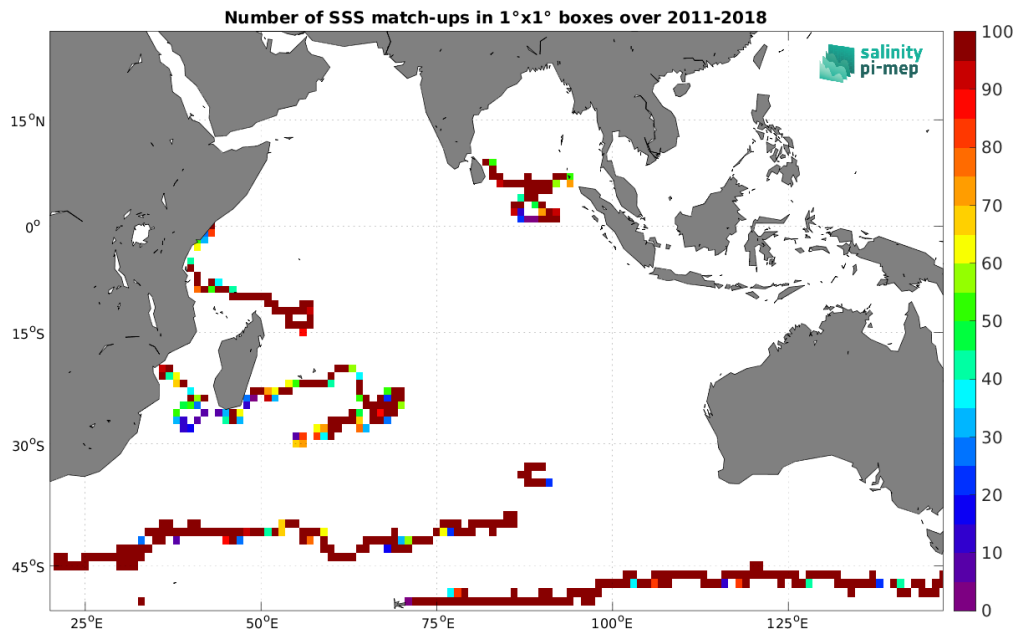 Number of SSS match-ups in 1°x1° boxes over 2011-2018
salinity
pi-mep
15°N
0°
15°S
30°S
45°S
25°E
50°E
75°E
100°E
125°E
100
90
80
70
60
50
40
30
20
10
0